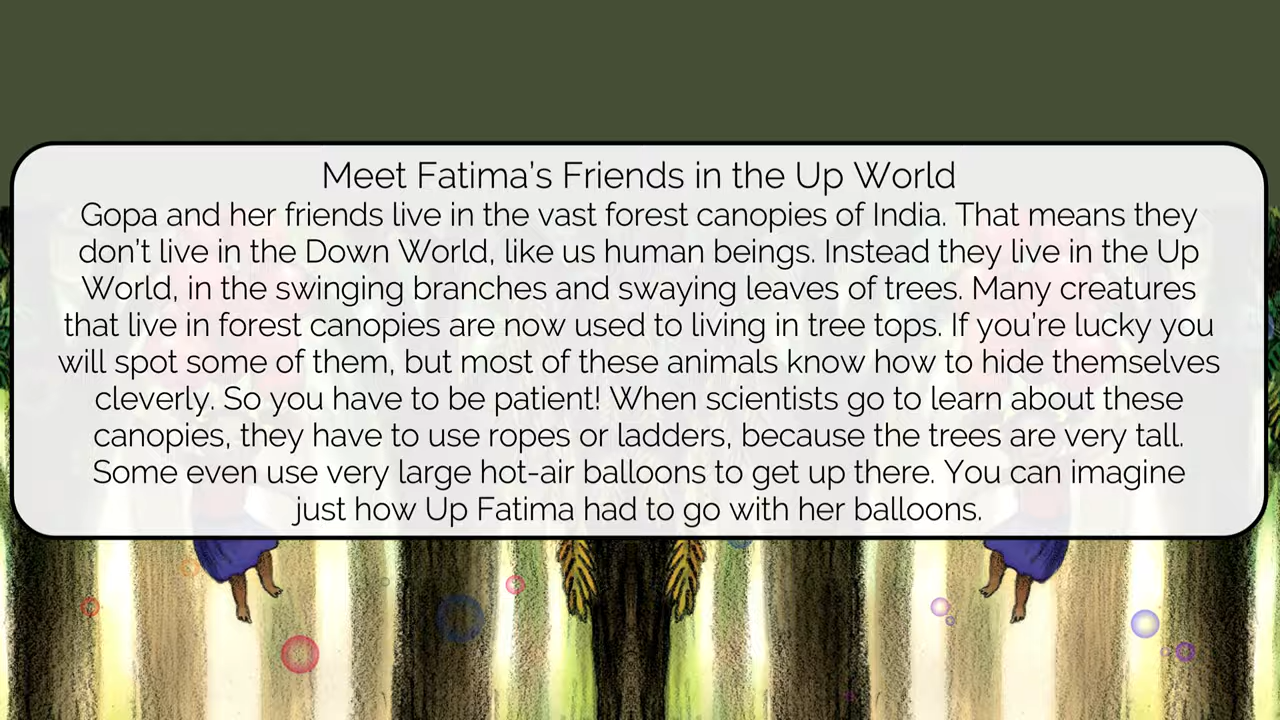 Meet Fatima’s Friends in the Up World
Gopa and her friends live in the vast forest canopies of India. That means they
don’t live in the Down World, like us human beings. Instead they live in the Up
World, in the swinging branches and swaying leaves of trees. Many creatures
that live in forest canopies are now used to living in tree tops. If you’re lucky you
will spot some of them, but most of these animals know how to hide themselves
cleverly. So you have to be patient! When scientists go to learn about these
canopies, they have to use ropes or ladders, because the trees are very tall.
Some even use very large hot-air balloons to get up there. You can imagine
just how Up Fatima had to go with her balloons.